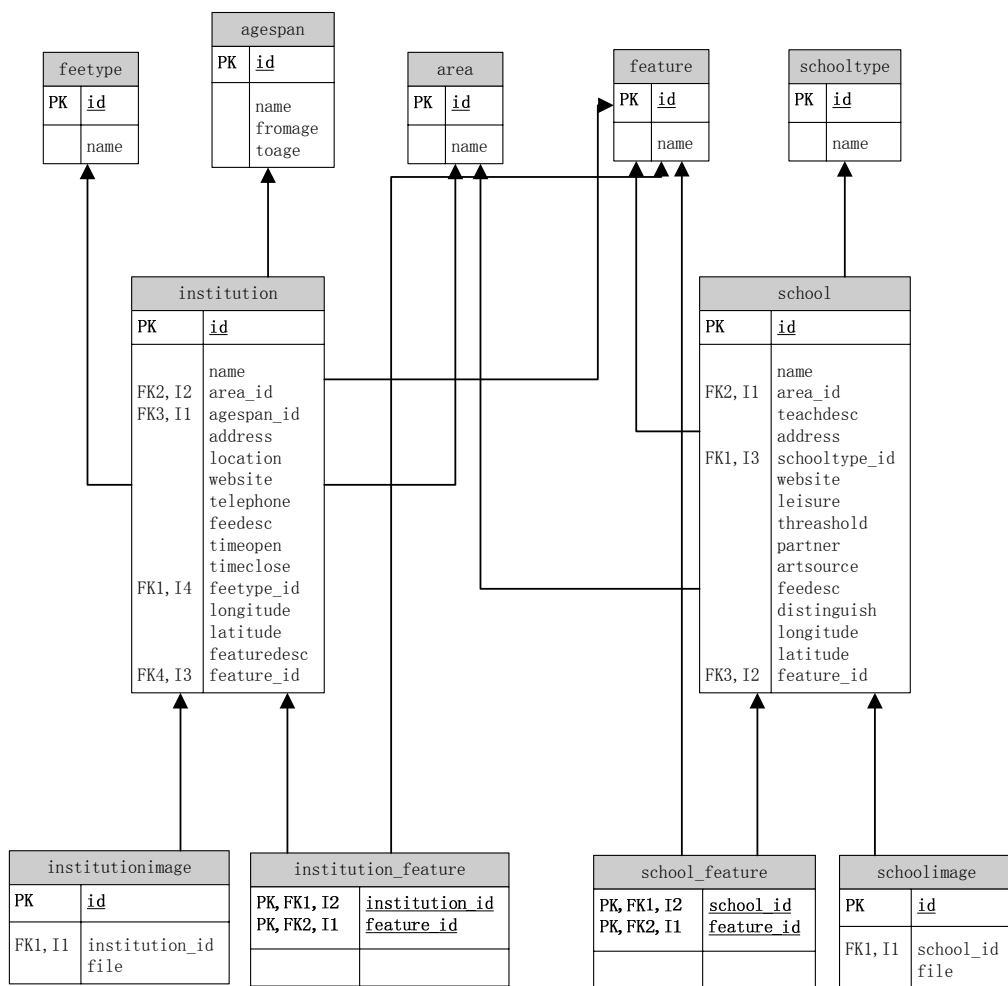 agespan
PK id
name
fromage
toage
feetype
PK id
name
area
PK id
name
feature
PK id
name
schooltype
PK id
name
institution
PK id
name
FK2,I2 area_id
FK3,I1 agespan_id
address
location
website
telephone
feedesc
timeopen
timeclose
FK1,I4 feetype_id
longitude
latitude
featuredesc
FK4,I3 feature_id
school
PK id
name
FK2,I1 area_id
teachdesc
address
FK1,I3 schooltype_id
website
leisure
threashold
partner
artsource
feedesc
distinguish
longitude
latitude
FK3,I2 feature_id
institutionimage
PK id
FK1,I1 institution_id
file
institution_feature
PK,FK1,I2 institution_id
PK,FK2,I1 feature_id
school_feature
PK,FK1,I2 school_id
PK,FK2,I1 feature_id
schoolimage
PK id
FK1,I1 school_id
file